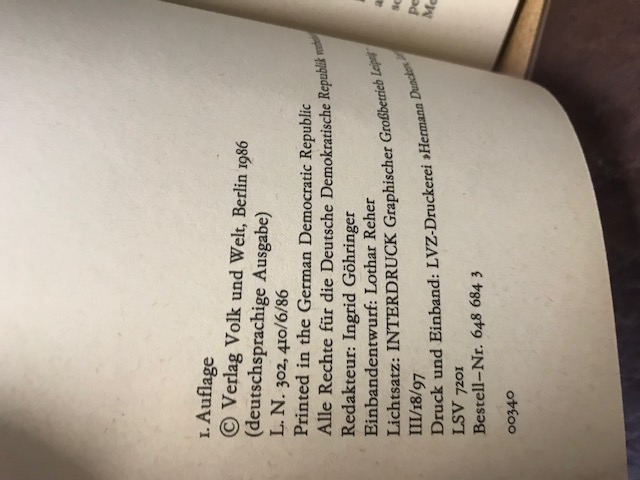 1. Auflage
© Verlag Volk und Welt, Berlin 1986
(deutschsprachige Ausgabe)
L. N. 302, 410/6/86
Printed in the German Democratic Republic
Alle Rechte für die Deutsche Demokratische Republik
Redakteur: Ingrid Göhringer
Einbandentwurf: Lothar Reher
Lichtsatz: INTERDRUCK Graphischer Großbetrieb Leipzig
III/18/97
Druck und Einband: LVZ-Druckerei »Hermann Duncker«,
LSV 7201
Bestell-Nr. 648 684 3
00340